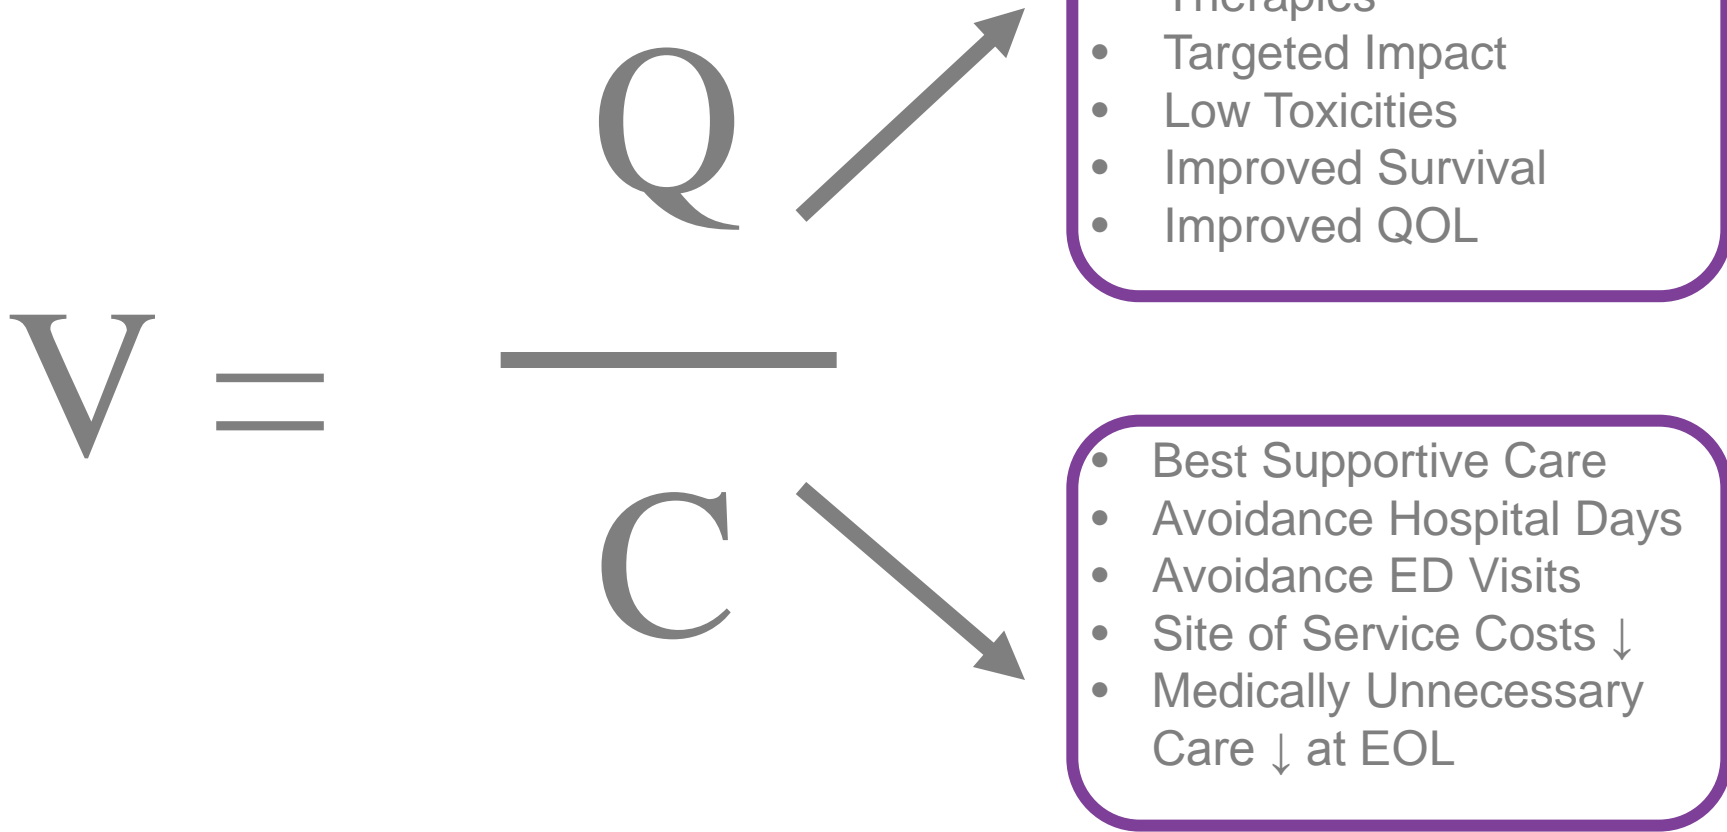 Therapies
Q
• Targeted Impact
• Low Toxicities
• Improved Survival
• Improved QOL
V =
C
• Best Supportive Care
• Avoidance Hospital Days
• Avoidance ED Visits
• Site of Service Costs ↓
• Medically Unnecessary
Care ↓ at EOL